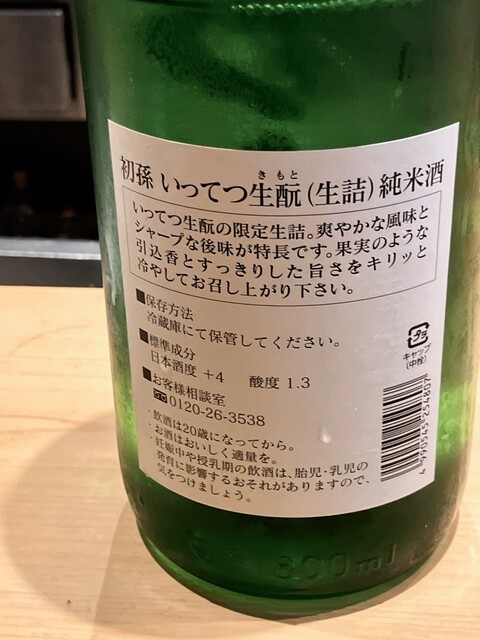 きもと
初孫 いってつ生酛(生詰)純米酒
いってつ生酛の限定生詰。爽やかな風味と
シャープな後味が特長です。果実のような
引込香とすっきりした旨さをキリッと
冷やしてお召し上がり下さい。
■保存方法
冷蔵庫にて保管してください。
■標準成分
日本酒度 +4 酸度 1.3
■お客様相談室
0120-26-3538
・飲酒は20歳になってから。
・お酒はおいしく適量を。
・妊娠中や授乳期の飲酒は、胎児・乳児の
発育に影響するおそれがありますので、
気をつけましょう。
プラ
キャップ
(中栓)
4 990545 254807
800ml